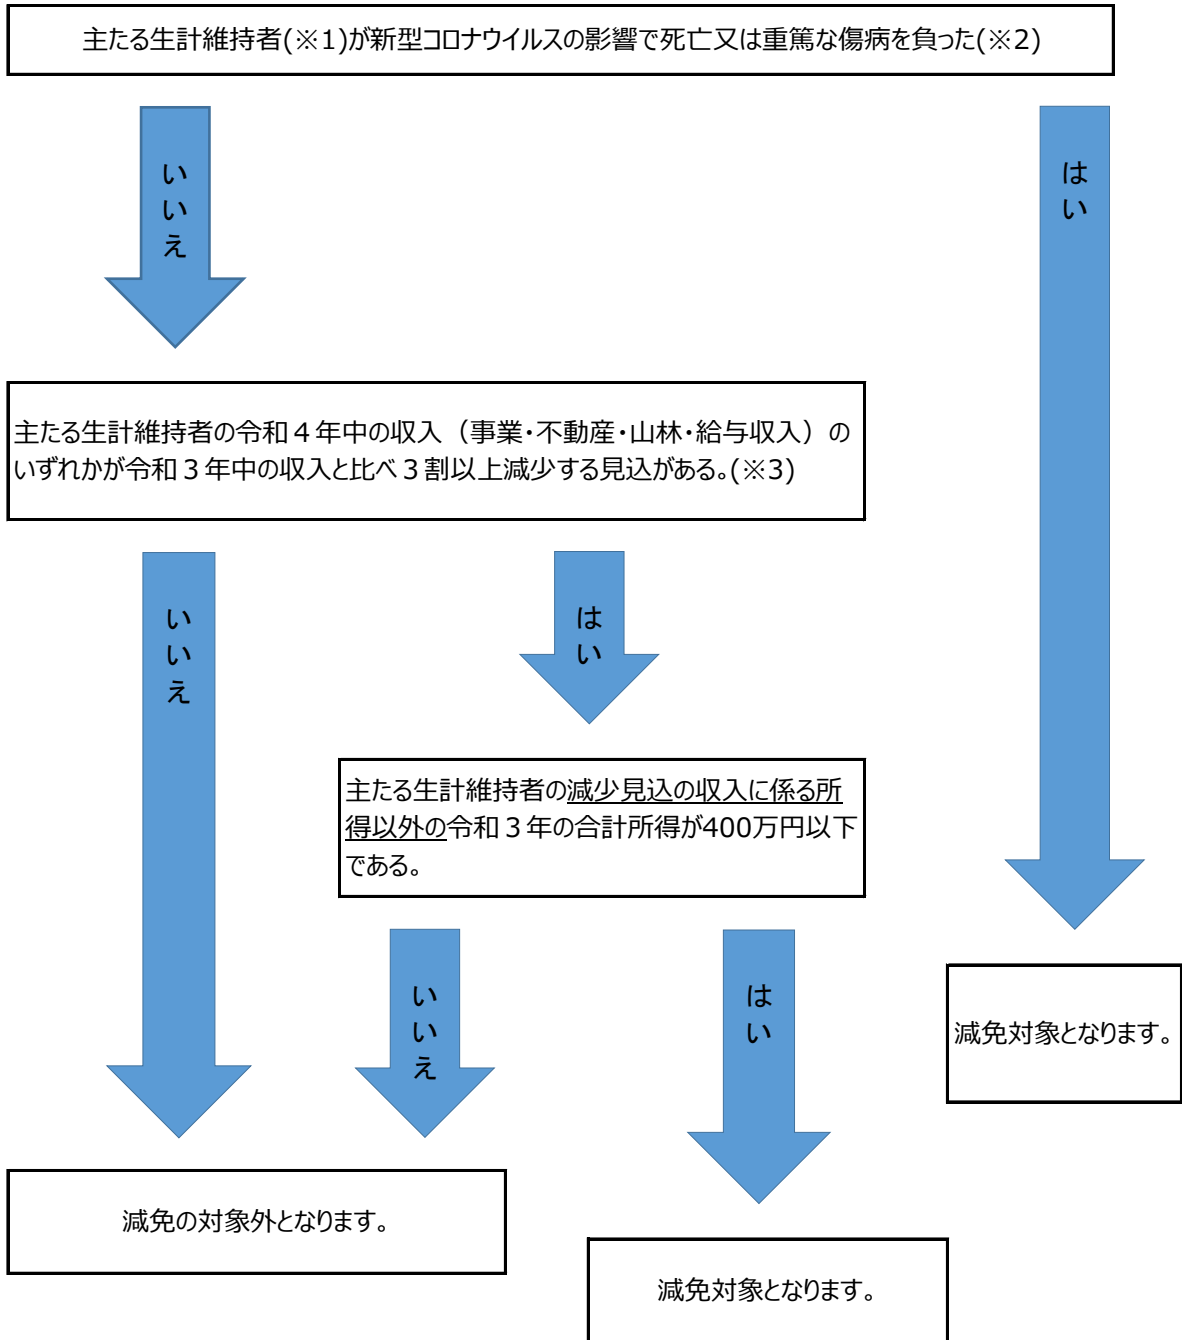 主たる生計維持者(※1)が新型コロナウイルスの影響で死亡又は重篤な傷病を負った(※2)
いいえ
はい
主たる生計維持者の令和４年中の収入（事業・不動産・山林・給与収入）の
いずれかが令和３年中の収入と比べ３割以上減少する見込がある。(※3)
いいえ
はい
主たる生計維持者の減少見込の収入に係る所
得以外の令和３年の合計所得が400万円以下
である。
いいえ
はい
減免対象となります。
減免の対象外となります。
減免対象となります。